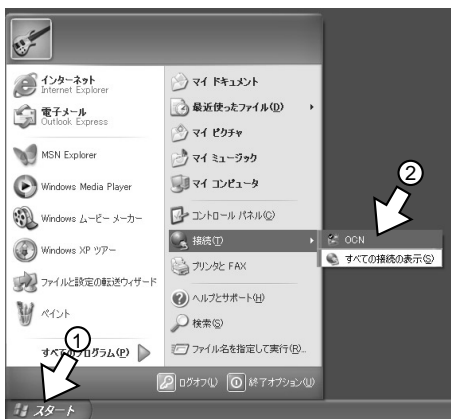 インターネット
Internet Explorer
電子メール
Outlook Express
MSN Explorer
Windows Media Player
Windows ムービー メーカー
Windows XP ツアー
ファイルと設定の転送ウィザード
ペイント
すべてのプログラム(P)
マイ ドキュメント
最近使ったファイル(D)
マイ ピクチャ
マイ ミュージック
マイ コンピュータ
コントロール パネル(C)
接続(T)
プリンタと FAX
ヘルプとサポート(H)
検索(S)
ファイル名を指定して実行(R)...
②
OCN
すべての接続の表示(S)
①
ログオフ(L)
終了オプション(U)
スタート